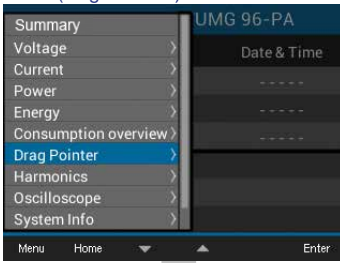 Summary
UMG 96-PA
Voltage
Date & Time
Current
Power
- - - - -
Energy
- - - - -
Consumption overview
- - - - -
Drag Pointer
Harmonics
Oscilloscope
System Info
Menu Home Enter